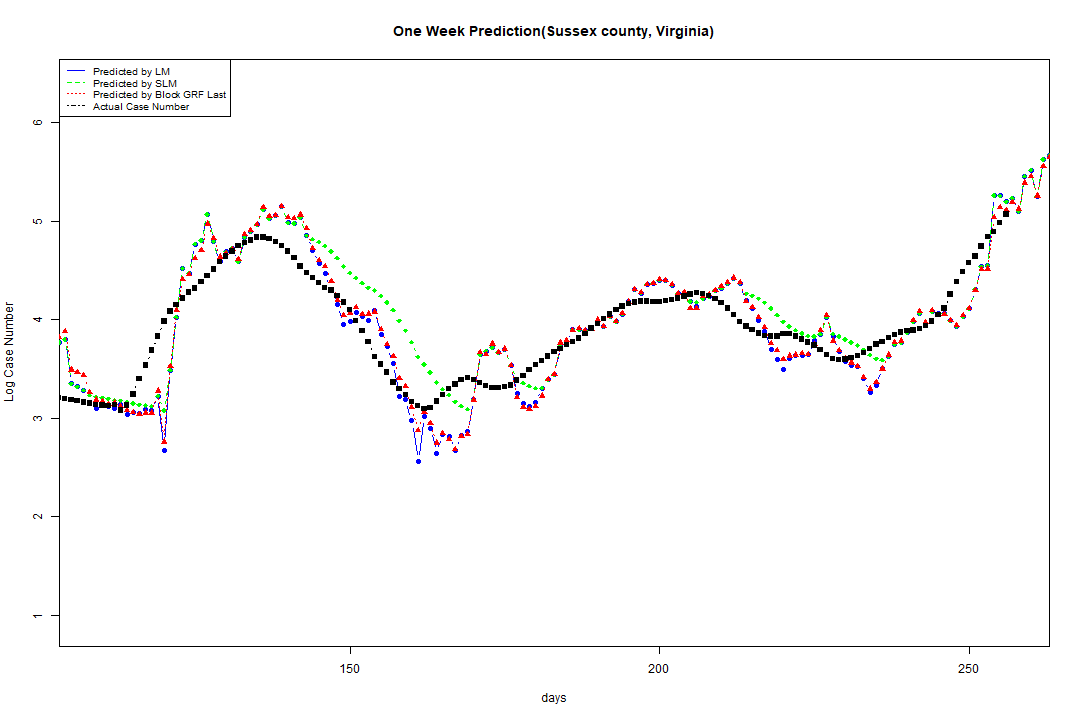 One Week Prediction(Sussex county, Virginia)
Predicted by LM
Predicted by SLM
Predicted by Block GRF Last
Actual Case Number
6
5
4
3
2
1
Log Case Number
150
200
250
days